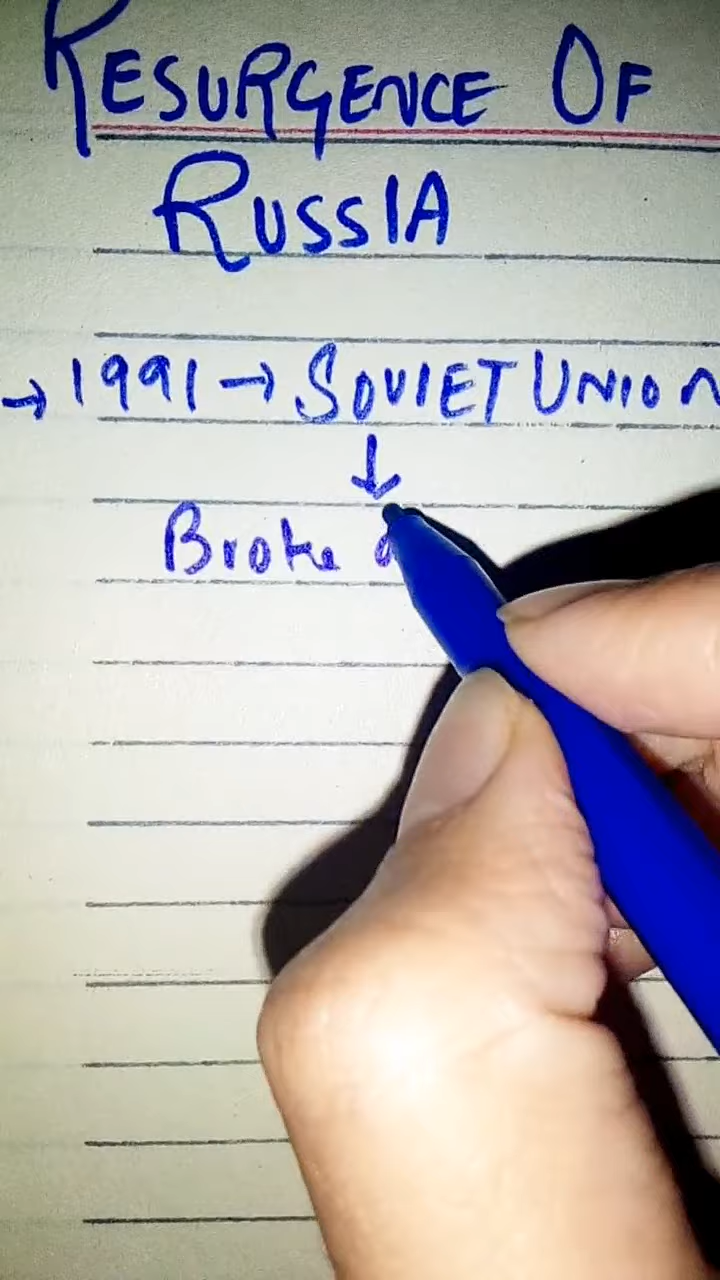 RESURGENCE OF
RUSSIA
→ 1991 → SOVIET UNION
↓
Broke